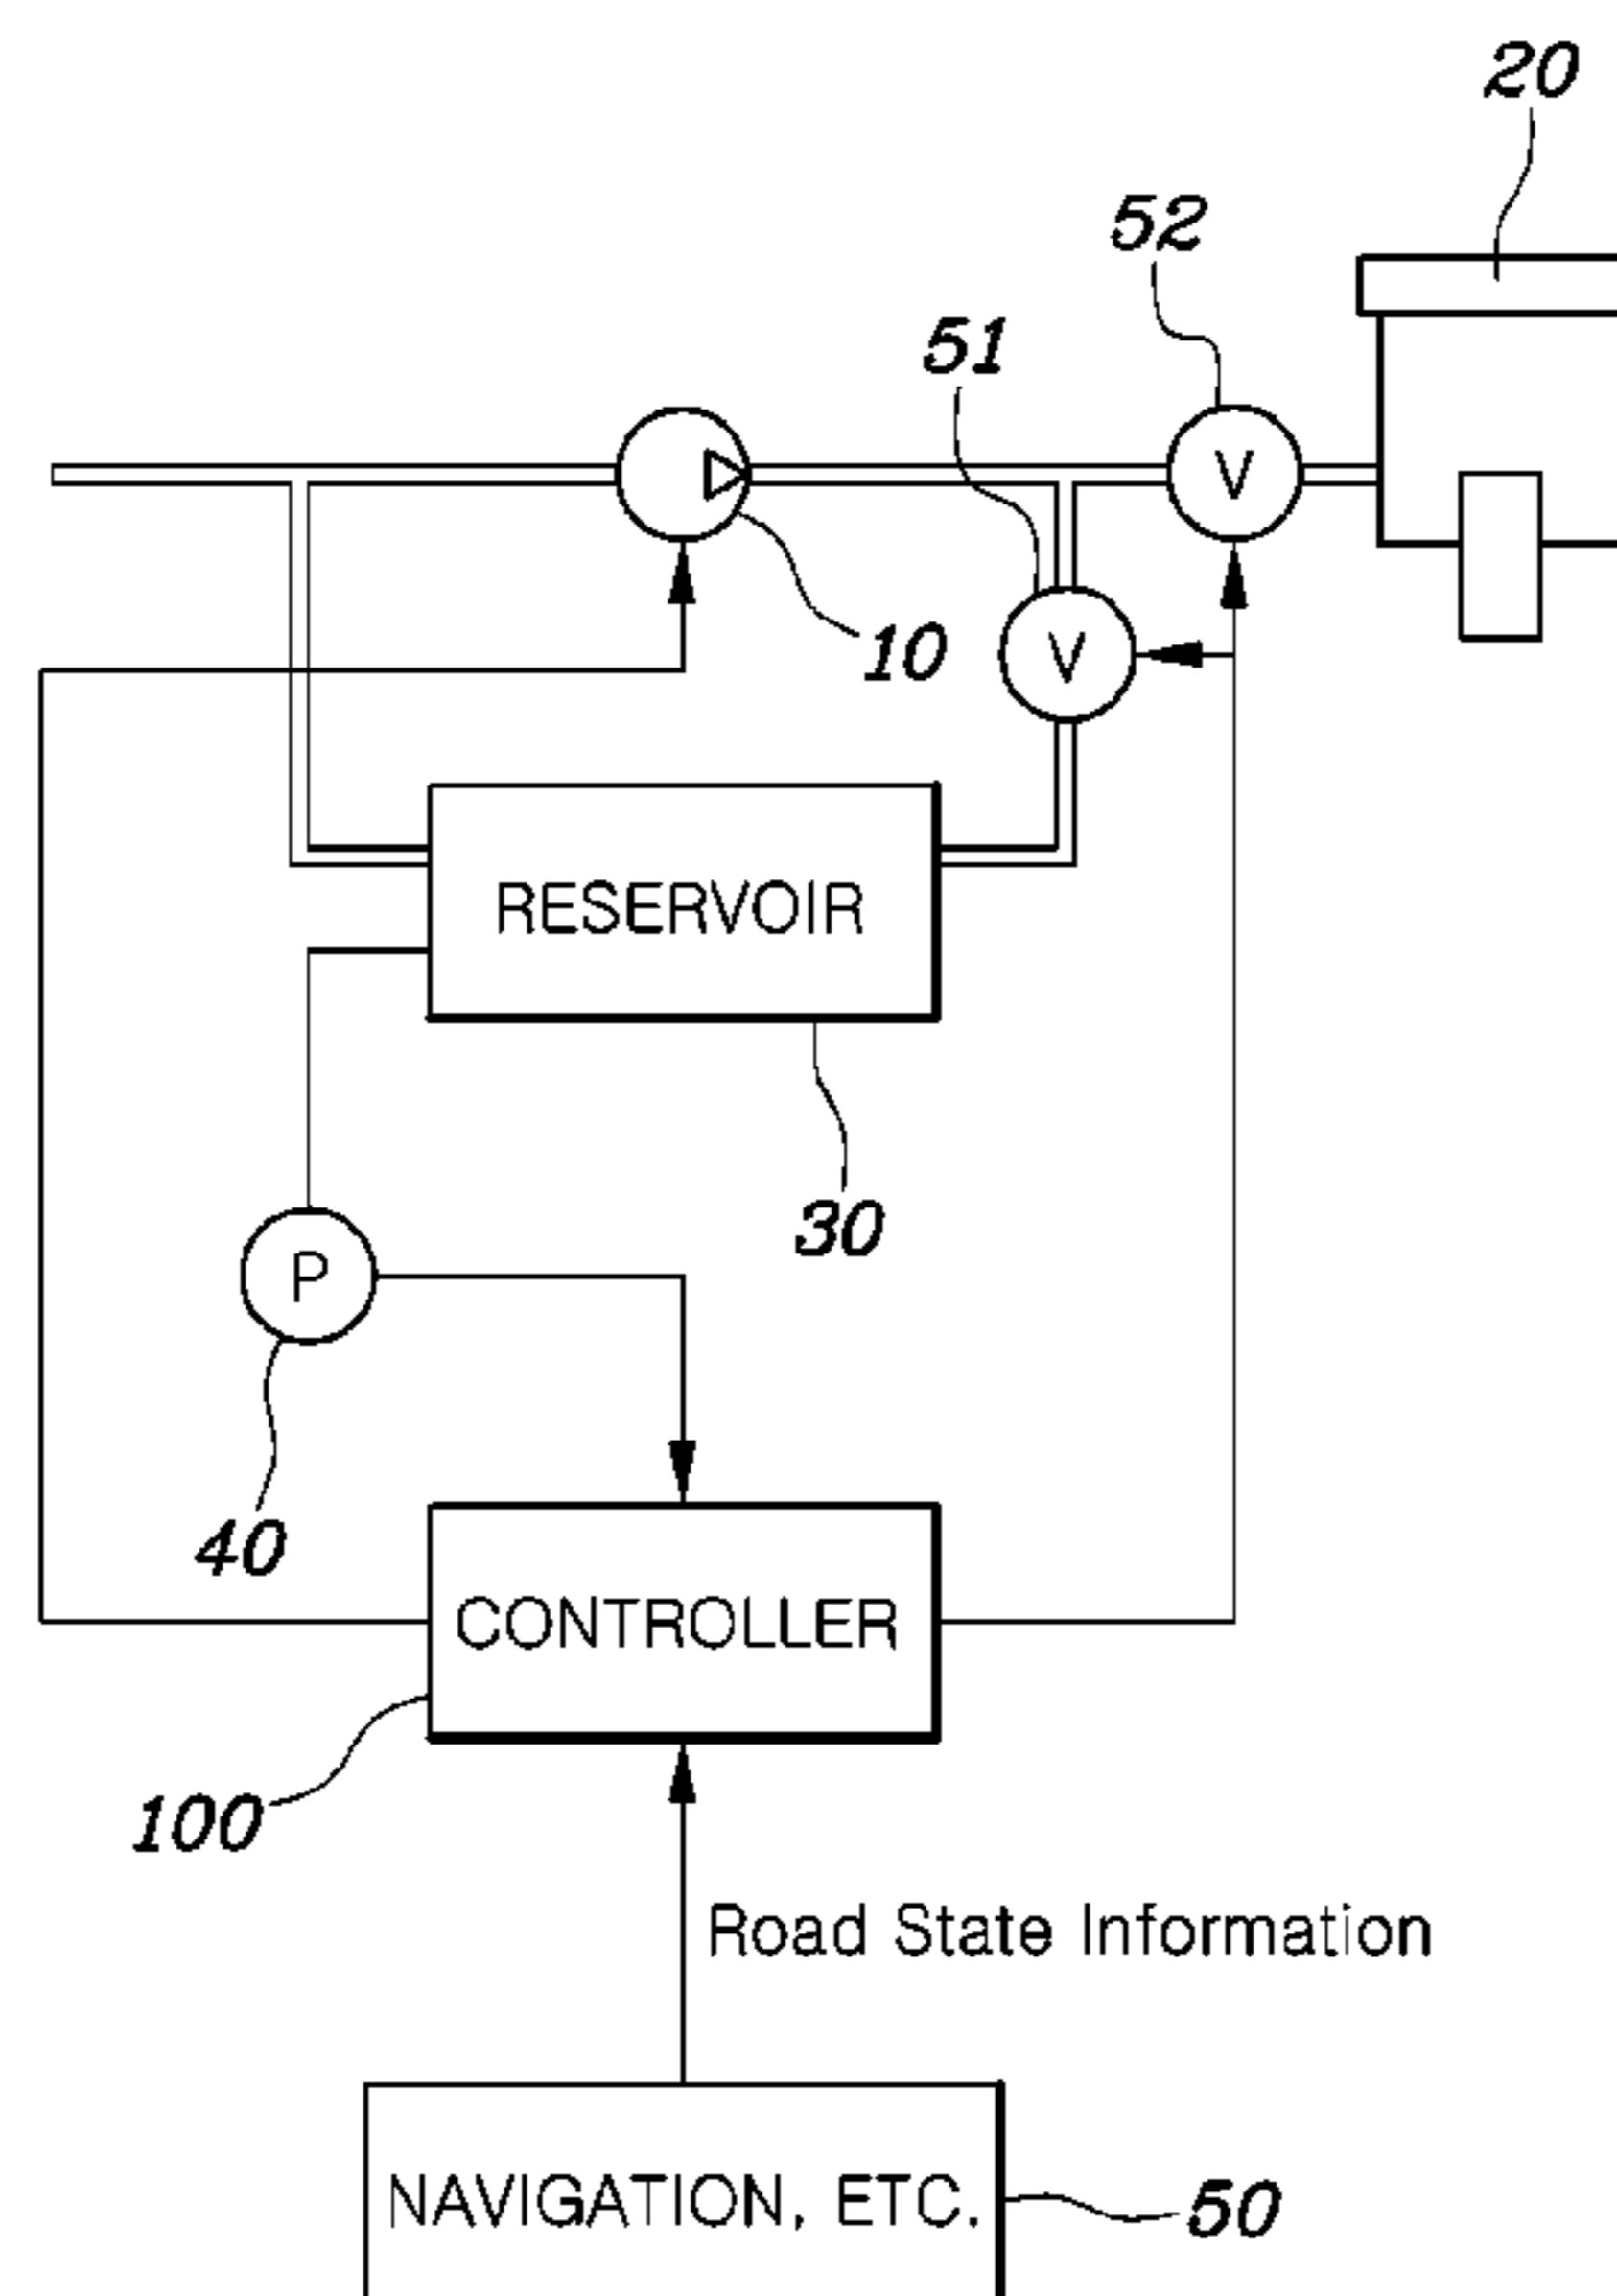 20
52
51
V
10
V
RESERVOIR
30
P
40
CONTROLLER
100
Road State Information
NAVIGATION, ETC.
50